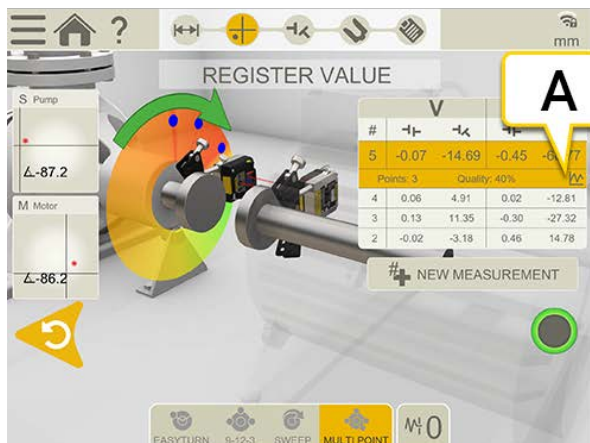 ?
mm
REGISTER VALUE
S Pump
∡-87.2
M Motor
∡-86.2
A
V
#
5 -0.07 -14.69 -0.45
Points: 3 Quality: 40%
4 0.06 4.91 0.02 -12.81
3 0.13 11.35 -0.30 -27.32
2 -0.02 -3.18 0.46 14.78
# NEW MEASUREMENT
EASYTURN 9-12-3 SWEEP MULTI POINT
0